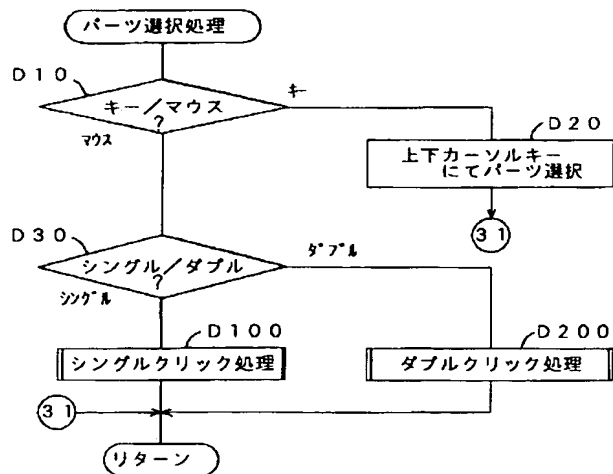 パーツ選択処理
D10
キー/マウス
?
キー
マウス
D20
上下カーソルキー
にてパーツ選択
31
D30
シングル/ダブル
?
ダブル
シングル
D100
シングルクリック処理
D200
ダブルクリック処理
31
リターン